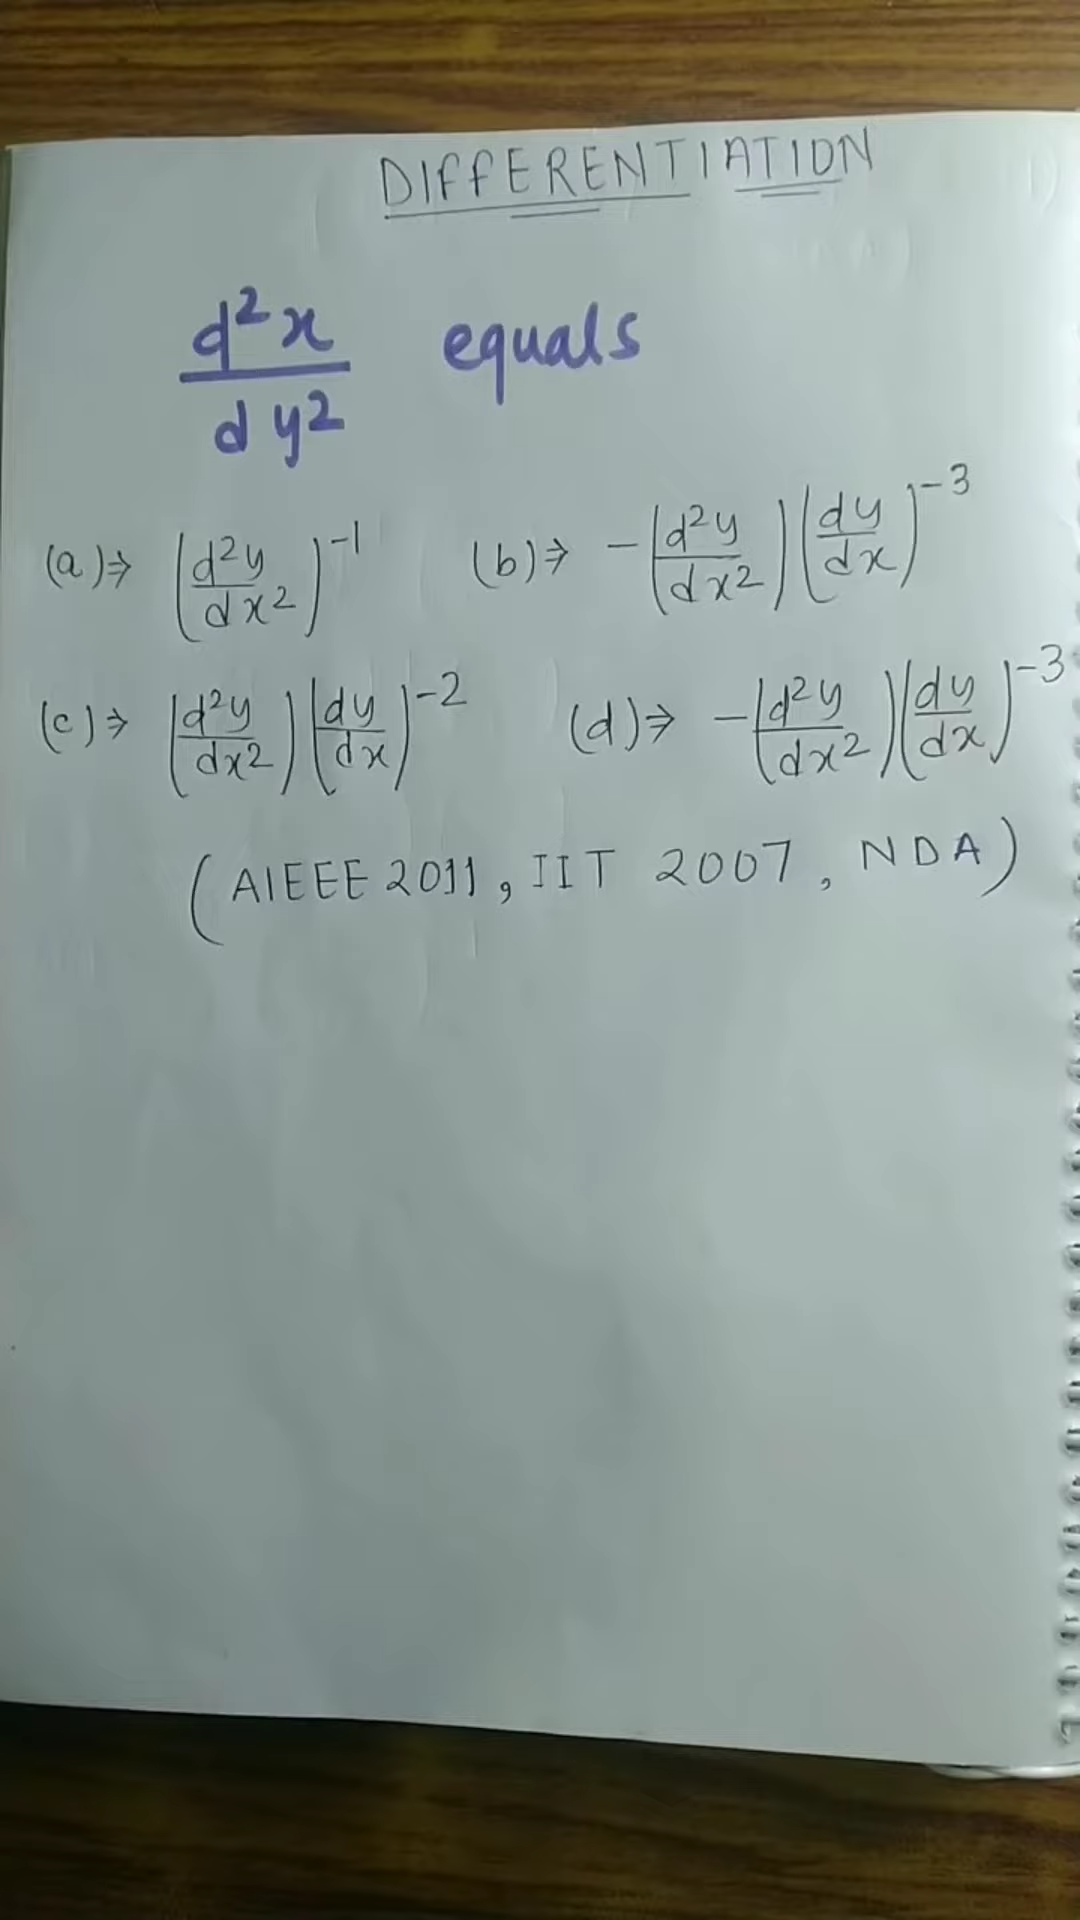 DIFFERENTIATION
d²x/dy² equals
(a)⇒ (d²y/dx²)⁻¹ (b)⇒ -(d²y/dx²)(dy/dx)⁻³
(c)⇒ (d²y/dx²)(dy/dx)⁻² (d)⇒ -(d²y/dx²)(dy/dx)⁻³
(AIEEE 2011, IIT 2007, NDA)